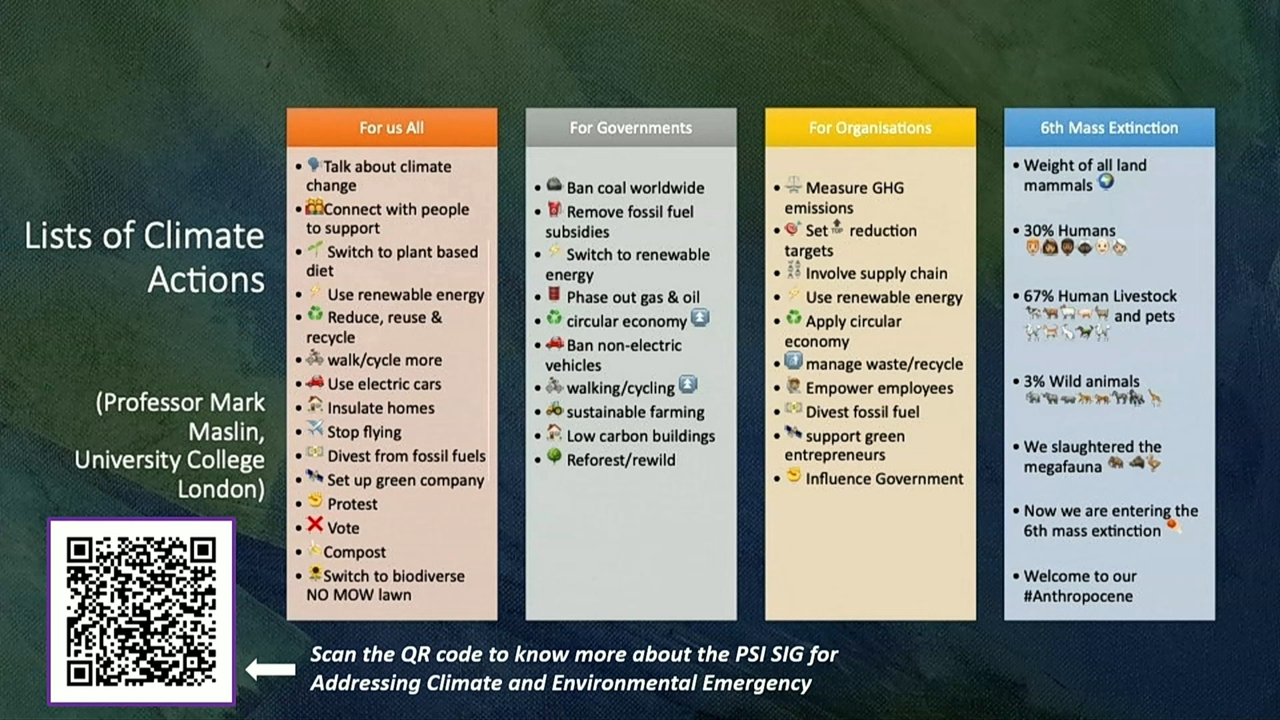 Lists of Climate
Actions
(Professor Mark
Maslin,
University College
London)
For us All
• Talk about climate
change
• Connect with people
to support
• Switch to plant based
diet
• Use renewable energy
• Reduce, reuse &
recycle
• walk/cycle more
• Use electric cars
• Insulate homes
• Stop flying
• Divest from fossil fuels
• Set up green company
• Protest
• Vote
• Compost
• Switch to biodiverse
NO MOW lawn
For Governments
• Ban coal worldwide
• Remove fossil fuel
subsidies
• Switch to renewable
energy
• Phase out gas & oil
• circular economy
• Ban non-electric
vehicles
• walking/cycling
• sustainable farming
• Low carbon buildings
• Reforest/rewild
For Organisations
• Measure GHG
emissions
• Set TOP reduction
targets
• Involve supply chain
• Use renewable energy
• Apply circular
economy
• manage waste/recycle
• Empower employees
• Divest fossil fuel
• support green
entrepreneurs
• Influence Government
6th Mass Extinction
• Weight of all land
mammals
• 30% Humans
• 67% Human Livestock
and pets
• 3% Wild animals
• We slaughtered the
megafauna
• Now we are entering the
6th mass extinction
• Welcome to our
#Anthropocene
Scan the QR code to know more about the PSI SIG for
Addressing Climate and Environmental Emergency